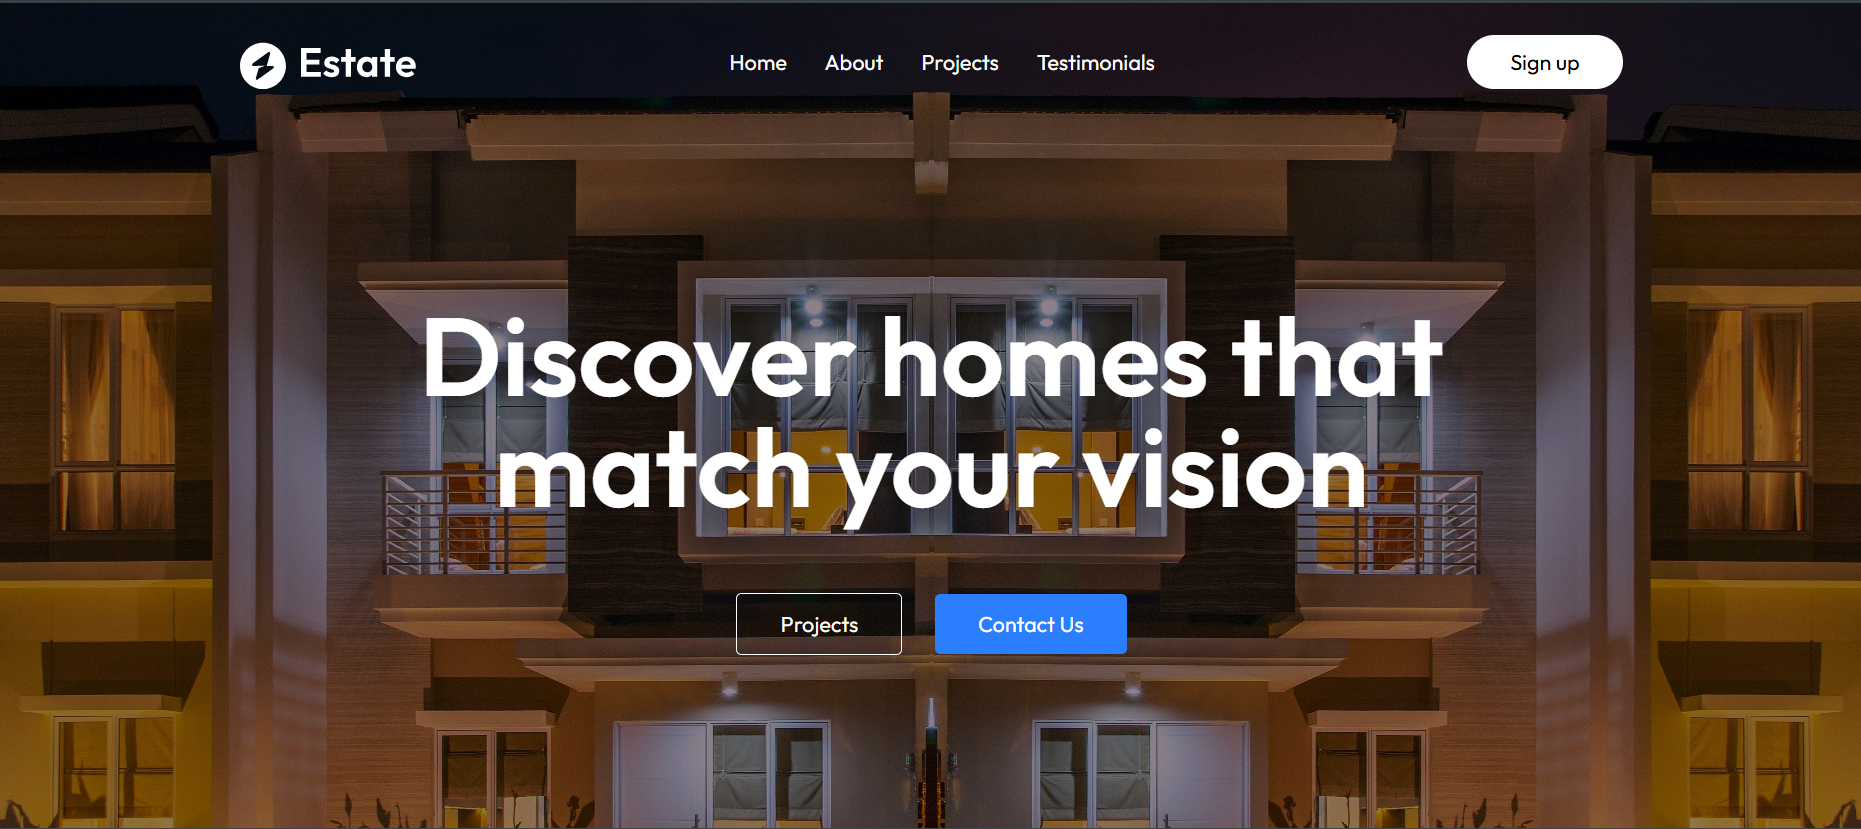 Estate
Home
About
Projects
Testimonials
Sign up
Discover homes that
match your vision
Projects
Contact Us